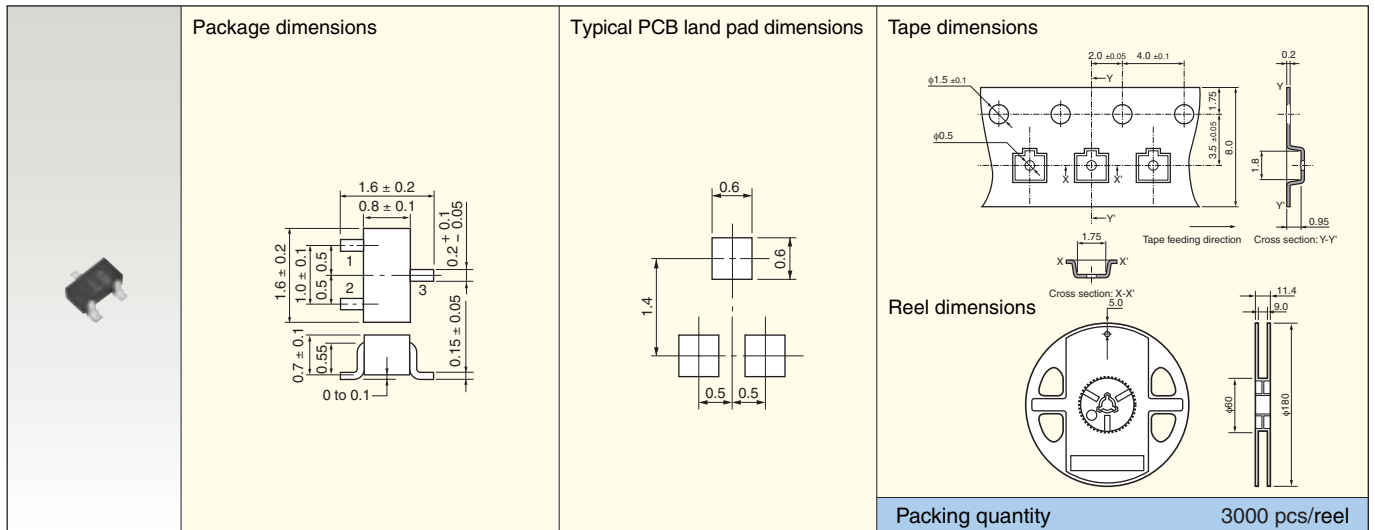 Package dimensions
1.6 ± 0.2
0.8 ± 0.1
1.6 ± 0.2
1.0 ± 0.1
0.5
0.5
1
2
3
0.2 + 0.1 − 0.05
0.7 ± 0.1
0.55
0.15 ± 0.05
0 to 0.1
Typical PCB land pad dimensions
0.6
0.6
1.4
0.5
0.5
Tape dimensions
2.0 ±0.05
4.0 ±0.1
0.2
φ1.5 ±0.1
Y
Y
1.75
φ0.5
3.5 ±0.05
8.0
1.8
X
X'
Y'
Y'
0.95
Tape feeding direction
Cross section: Y-Y'
1.75
X
X'
Cross section: X-X'
Reel dimensions
5.0
11.4
9.0
φ60
φ180
Packing quantity
3000 pcs/reel